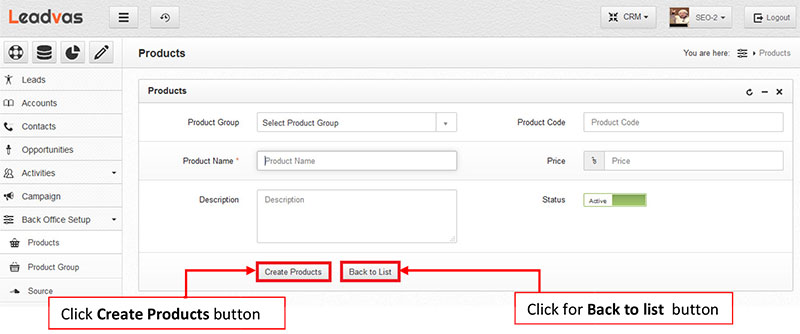 Leadvas
CRM
SEO-2
Logout
Products
You are here: Products
Leads
Accounts
Contacts
Opportunities
Activities
Campaign
Back Office Setup
Products
Product Group
Source
Products
Product Group Select Product Group Product Code Product Code
Product Name * Product Name Price Price
Description Description Status Active
Create Products Back to List
Click Create Products button
Click for Back to list button